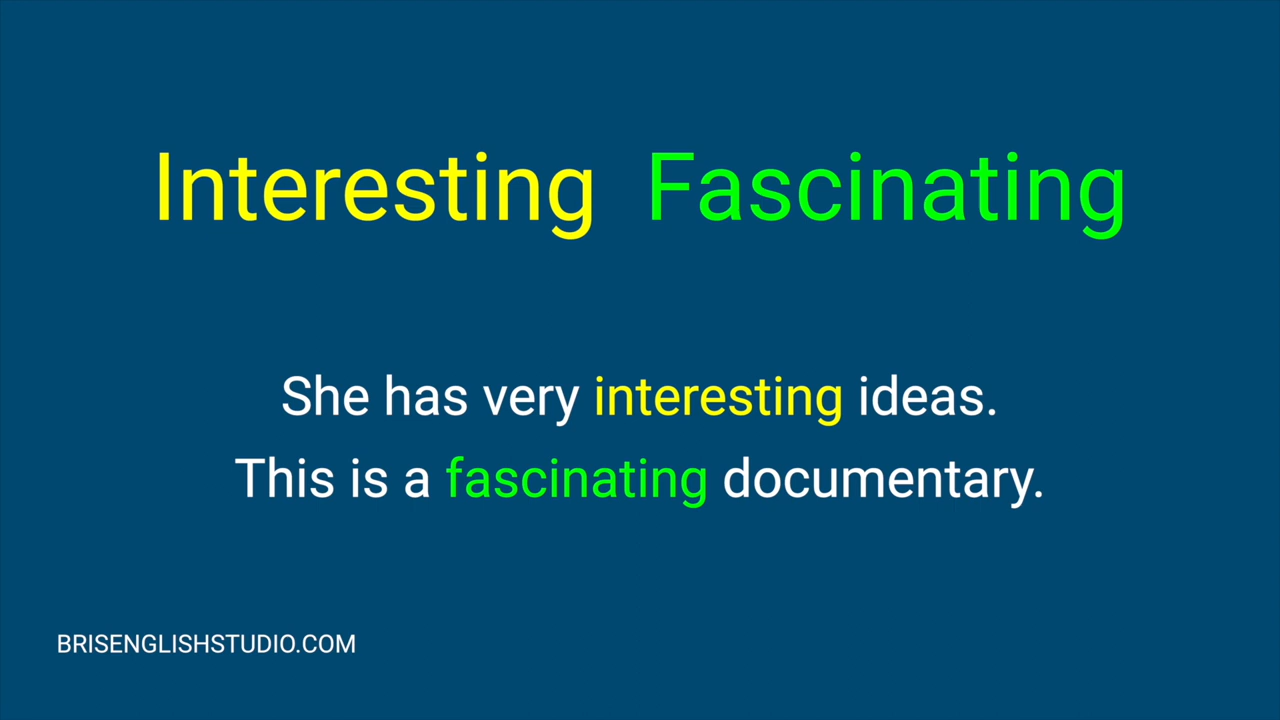 Interesting Fascinating
She has very interesting ideas.
This is a fascinating documentary.
BRISENGLISHSTUDIO.COM